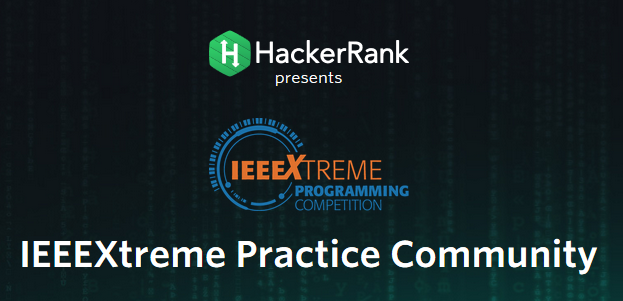 HackerRank
presents
IEEEXTREME
PROGRAMMING
COMPETITION
IEEEXtreme Practice Community